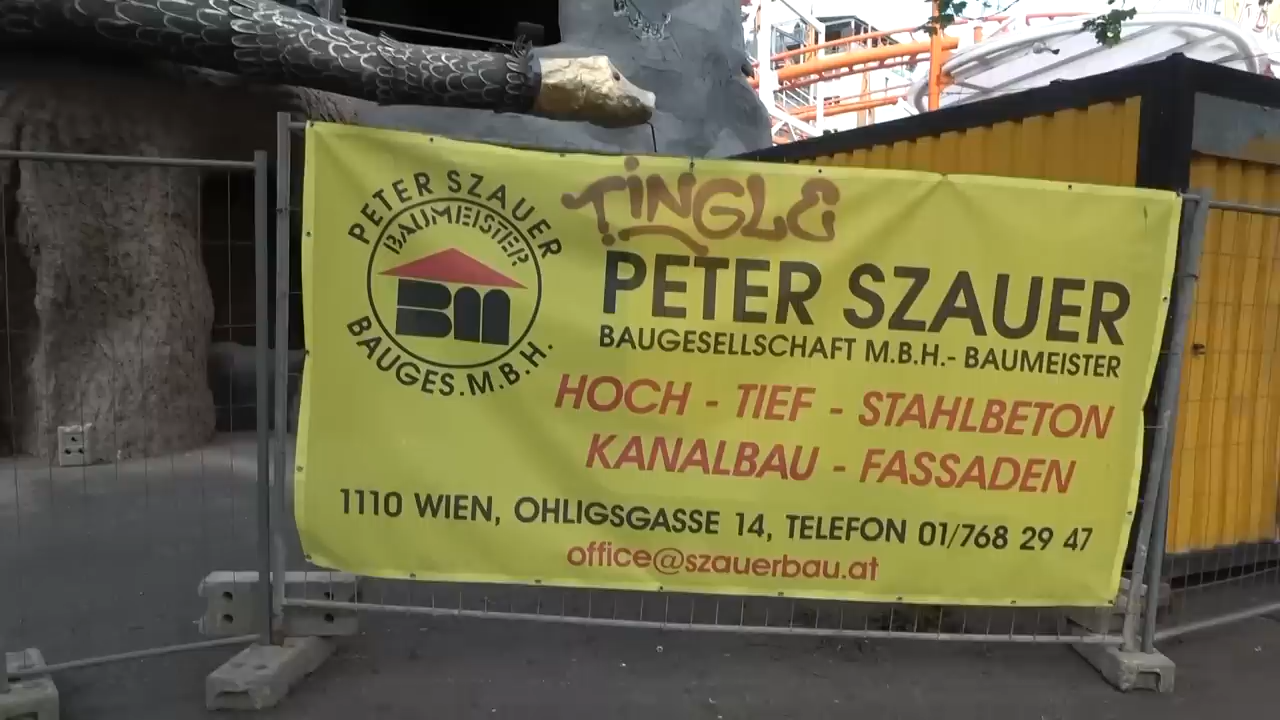 PETER SZAUER
BAUMEISTER
BM
BAUGES.M.B.H.
TINGLE
PETER SZAUER
BAUGESELLSCHAFT M.B.H.- BAUMEISTER
HOCH - TIEF - STAHLBETON
KANALBAU - FASSADEN
1110 WIEN, OHLIGSGASSE 14, TELEFON 01/768 29 47
office@szauerbau.at